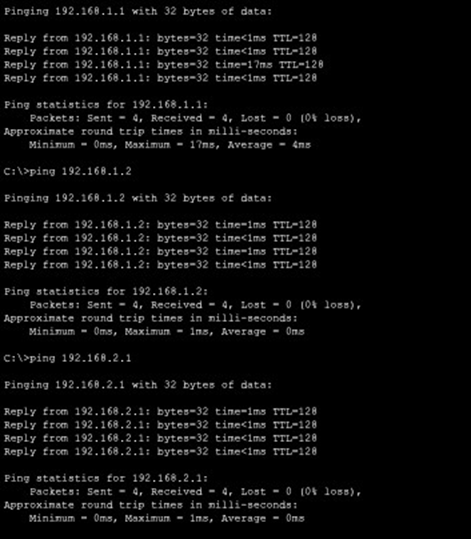 Pinging 192.168.1.1 with 32 bytes of data:
Reply from 192.168.1.1: bytes=32 time<1ms TTL=128
Reply from 192.168.1.1: bytes=32 time<1ms TTL=128
Reply from 192.168.1.1: bytes=32 time=17ms TTL=128
Reply from 192.168.1.1: bytes=32 time<1ms TTL=128
Ping statistics for 192.168.1.1:
Packets: Sent = 4, Received = 4, Lost = 0 (0% loss),
Approximate round trip times in milli-seconds:
Minimum = 0ms, Maximum = 17ms, Average = 4ms
C:\>ping 192.168.1.2
Pinging 192.168.1.2 with 32 bytes of data:
Reply from 192.168.1.2: bytes=32 time=1ms TTL=128
Reply from 192.168.1.2: bytes=32 time<1ms TTL=128
Reply from 192.168.1.2: bytes=32 time=1ms TTL=128
Reply from 192.168.1.2: bytes=32 time<1ms TTL=128
Ping statistics for 192.168.1.2:
Packets: Sent = 4, Received = 4, Lost = 0 (0% loss),
Approximate round trip times in milli-seconds:
Minimum = 0ms, Maximum = 1ms, Average = 0ms
C:\>ping 192.168.2.1
Pinging 192.168.2.1 with 32 bytes of data:
Reply from 192.168.2.1: bytes=32 time=1ms TTL=128
Reply from 192.168.2.1: bytes=32 time<1ms TTL=128
Reply from 192.168.2.1: bytes=32 time<1ms TTL=128
Reply from 192.168.2.1: bytes=32 time<1ms TTL=128
Ping statistics for 192.168.2.1:
Packets: Sent = 4, Received = 4, Lost = 0 (0% loss),
Approximate round trip times in milli-seconds:
Minimum = 0ms, Maximum = 1ms, Average = 0ms